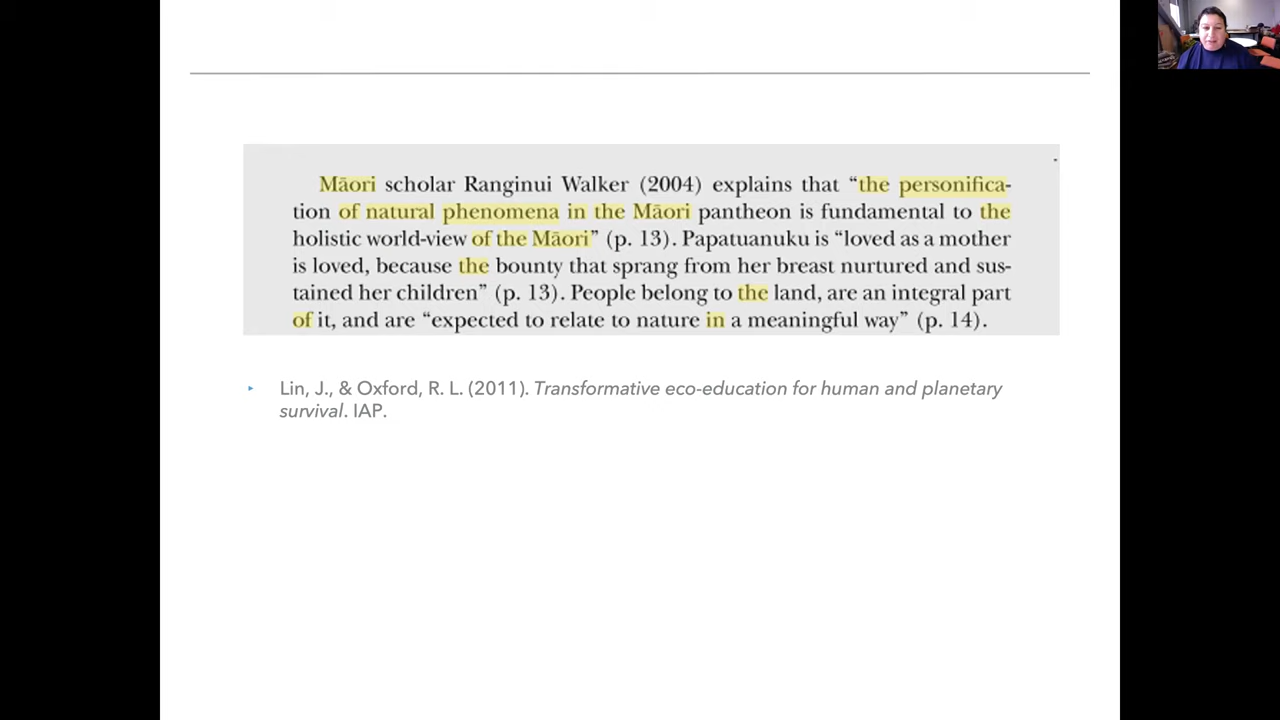 Māori scholar Ranginui Walker (2004) explains that “the personifica-
tion of natural phenomena in the Māori pantheon is fundamental to the
holistic world-view of the Māori” (p. 13). Papatuanuku is “loved as a mother
is loved, because the bounty that sprang from her breast nurtured and sus-
tained her children” (p. 13). People belong to the land, are an integral part
of it, and are “expected to relate to nature in a meaningful way” (p. 14).
Lin, J., & Oxford, R. L. (2011). Transformative eco-education for human and planetary
survival. IAP.